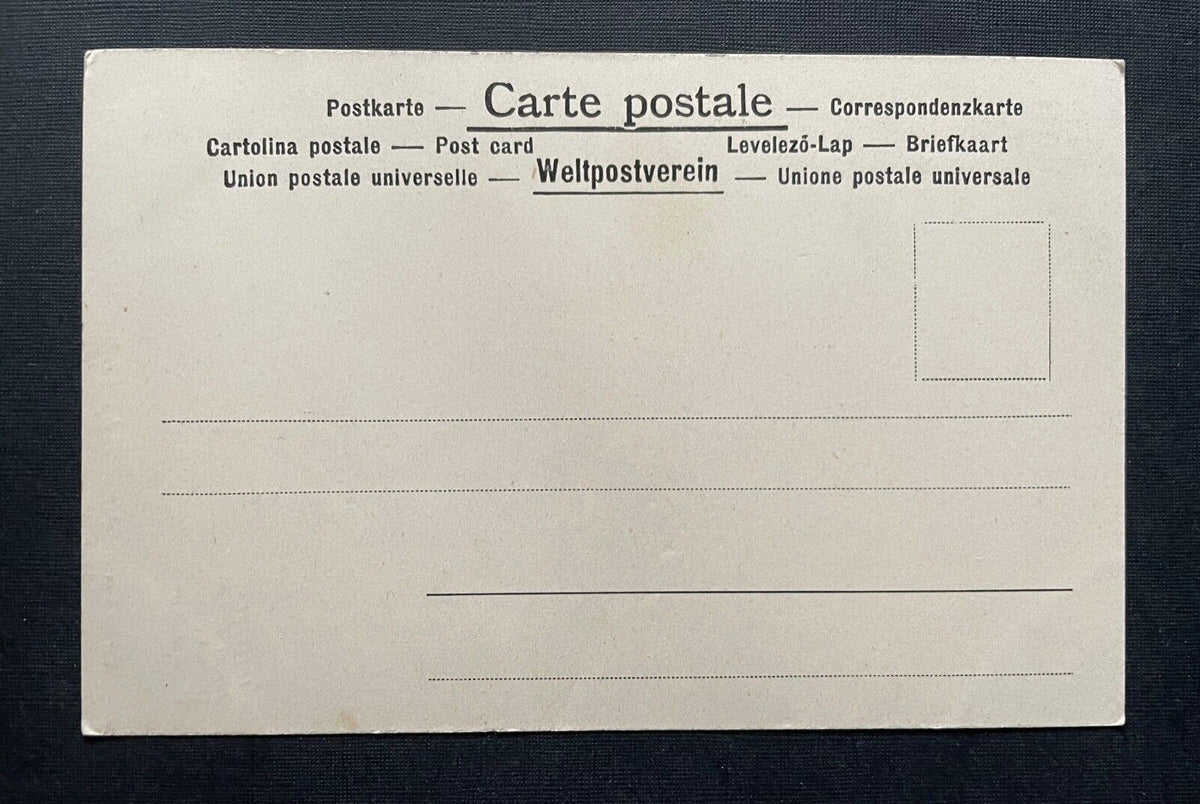 Postkarte — Carte postale — Correspondenzkarte
Cartolina postale — Post card Levelező-Lap — Briefkaart
Union postale universelle — Weltpostverein — Unione postale universale